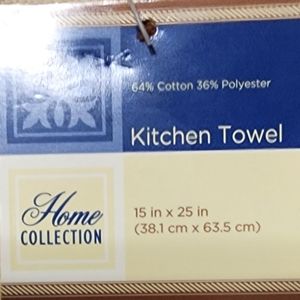 64% Cotton 36% Polyester
Kitchen Towel
Home
COLLECTION
15 in x 25 in
(38.1 cm x 63.5 cm)